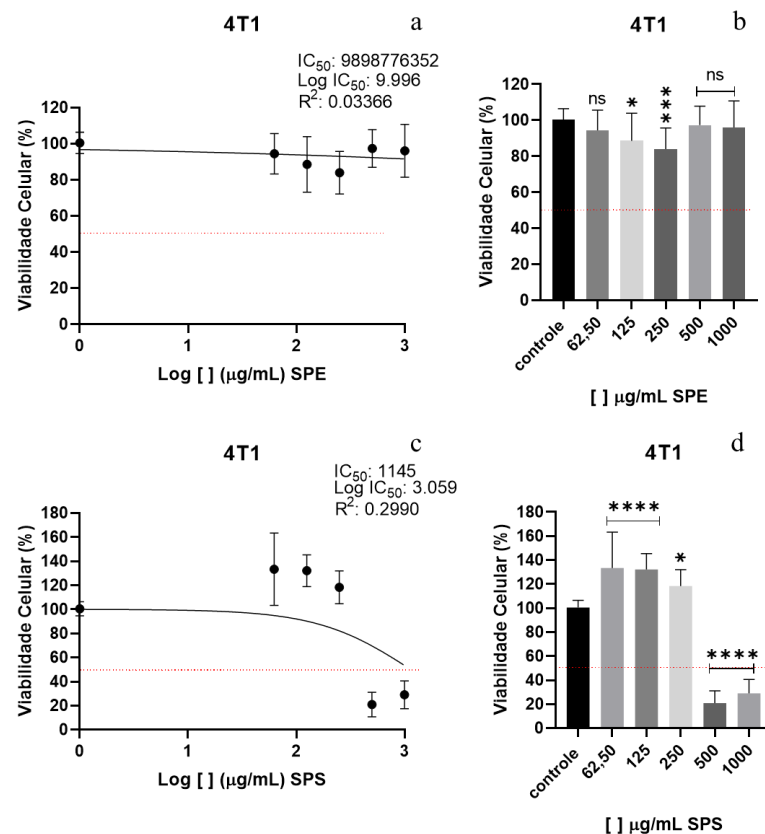 4T1
a
IC50: 9898776352
Log IC50: 9.996
R2: 0.03366
Viabilidade Celular (%)
120
100
80
60
40
20
0
0 1 2 3
Log [ ] (µg/mL) SPE
4T1
b
Viabilidade Celular (%)
120
100
80
60
40
20
0
ns
*
***
ns
controle 62,50 125 250 500 1000
[ ] µg/mL SPE
4T1
c
IC50: 1145
Log IC50: 3.059
R2: 0.2990
Viabilidade Celular (%)
180
160
140
120
100
80
60
40
20
0
0 1 2 3
Log [ ] (µg/mL) SPS
4T1
d
Viabilidade Celular (%)
180
160
140
120
100
80
60
40
20
0
****
*
****
controle 62,50 125 250 500 1000
[ ] µg/mL SPS